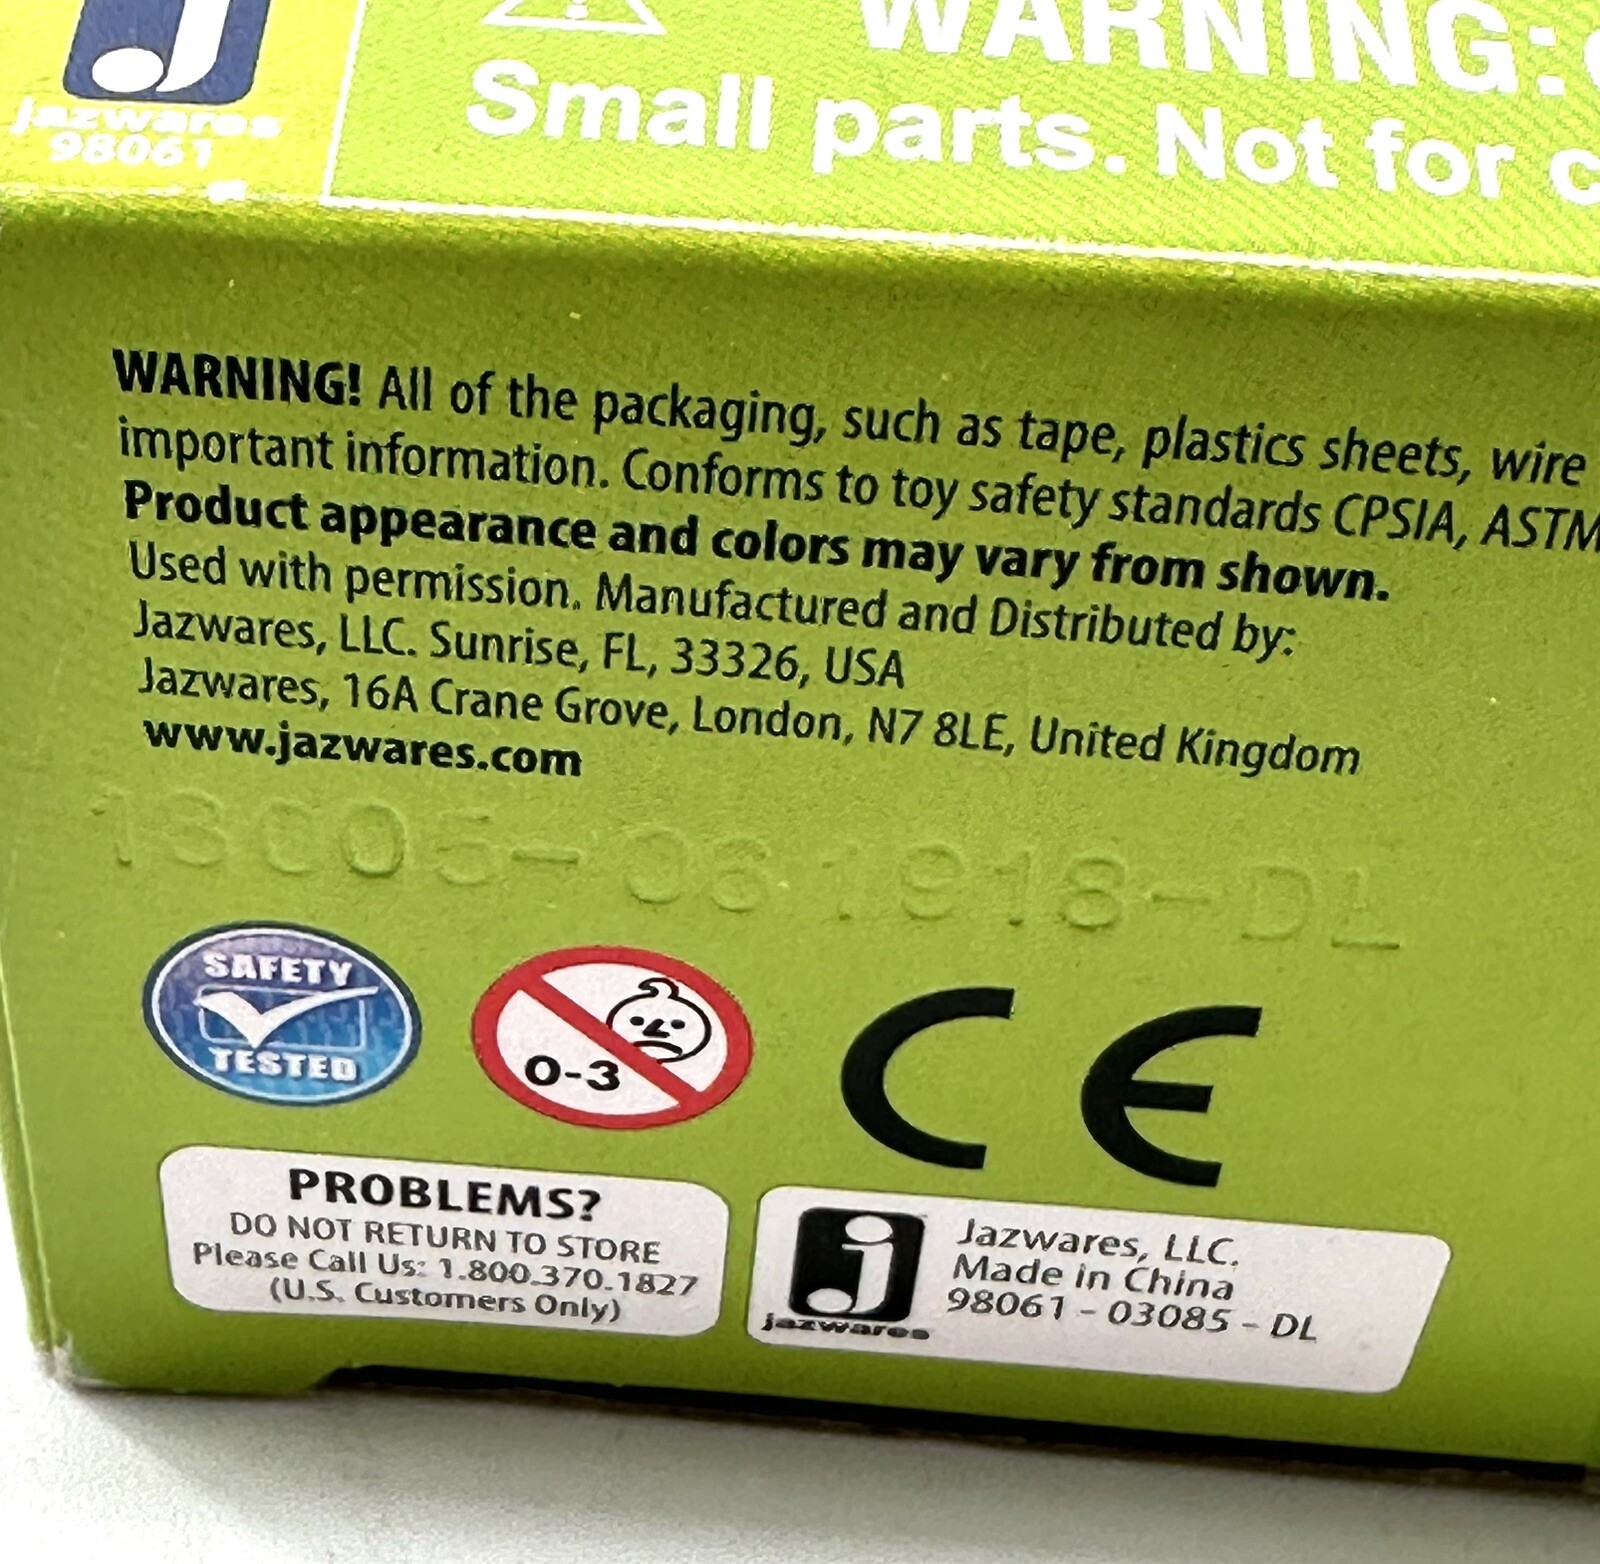 jazwares
98061
WARNING:
Small parts. Not for
WARNING! All of the packaging, such as tape, plastics sheets, wire
important information. Conforms to toy safety standards CPSIA, ASTM
Product appearance and colors may vary from shown.
Used with permission. Manufactured and Distributed by:
Jazwares, LLC. Sunrise, FL, 33326, USA
Jazwares, 16A Crane Grove, London, N7 8LE, United Kingdom
www.jazwares.com
SAFETY
TESTED
0-3
CE
PROBLEMS?
DO NOT RETURN TO STORE
Please Call Us: 1.800.370.1827
(U.S. Customers Only)
jazwares
Jazwares, LLC.
Made in China
98061 - 03085 - DL